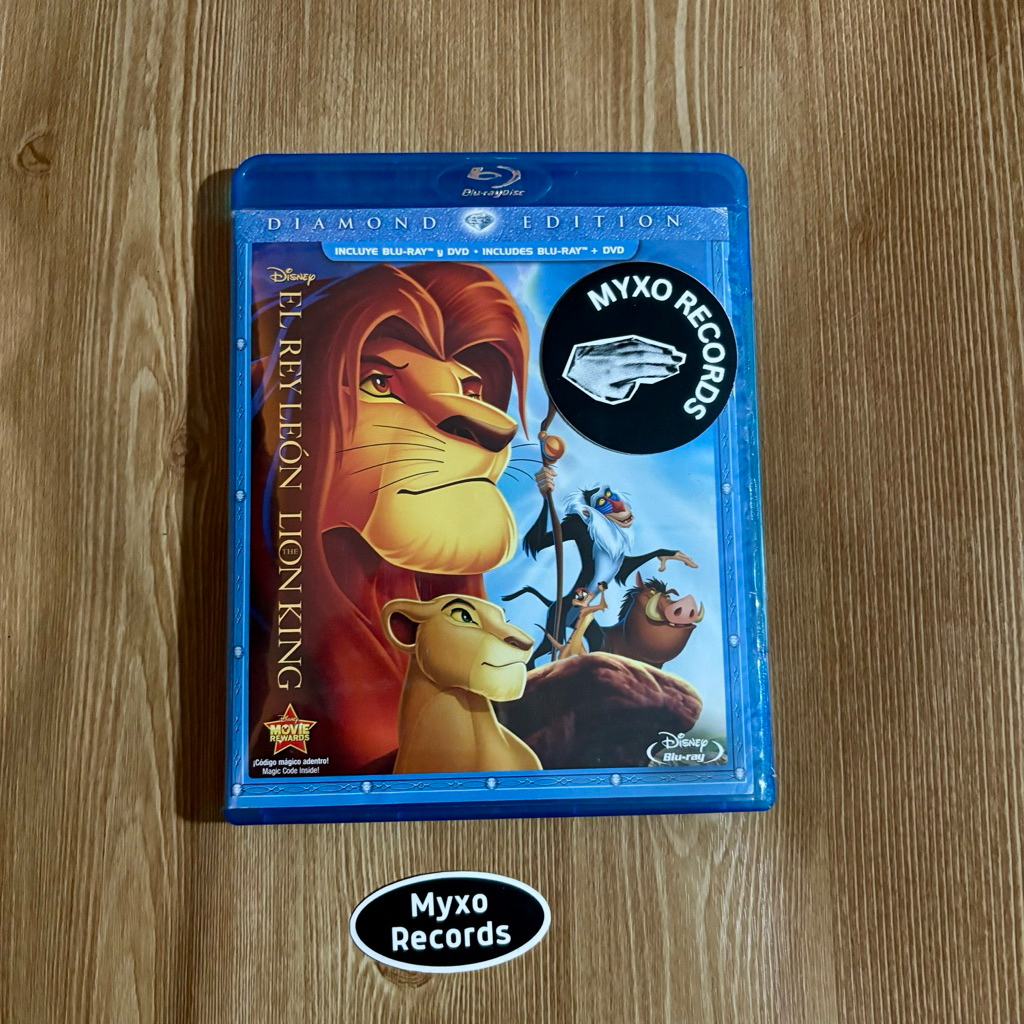 Blu-ray Disc
DIAMOND EDITION
INCLUYE BLU-RAY™ y DVD • INCLUDES BLU-RAY™ + DVD
Disney
EL REY LEÓN THE LION KING
MYXO RECORDS
Disney
MOVIE
REWARDS
¡Código mágico adentro!
Magic Code Inside!
Disney
Blu-ray
Myxo
Records